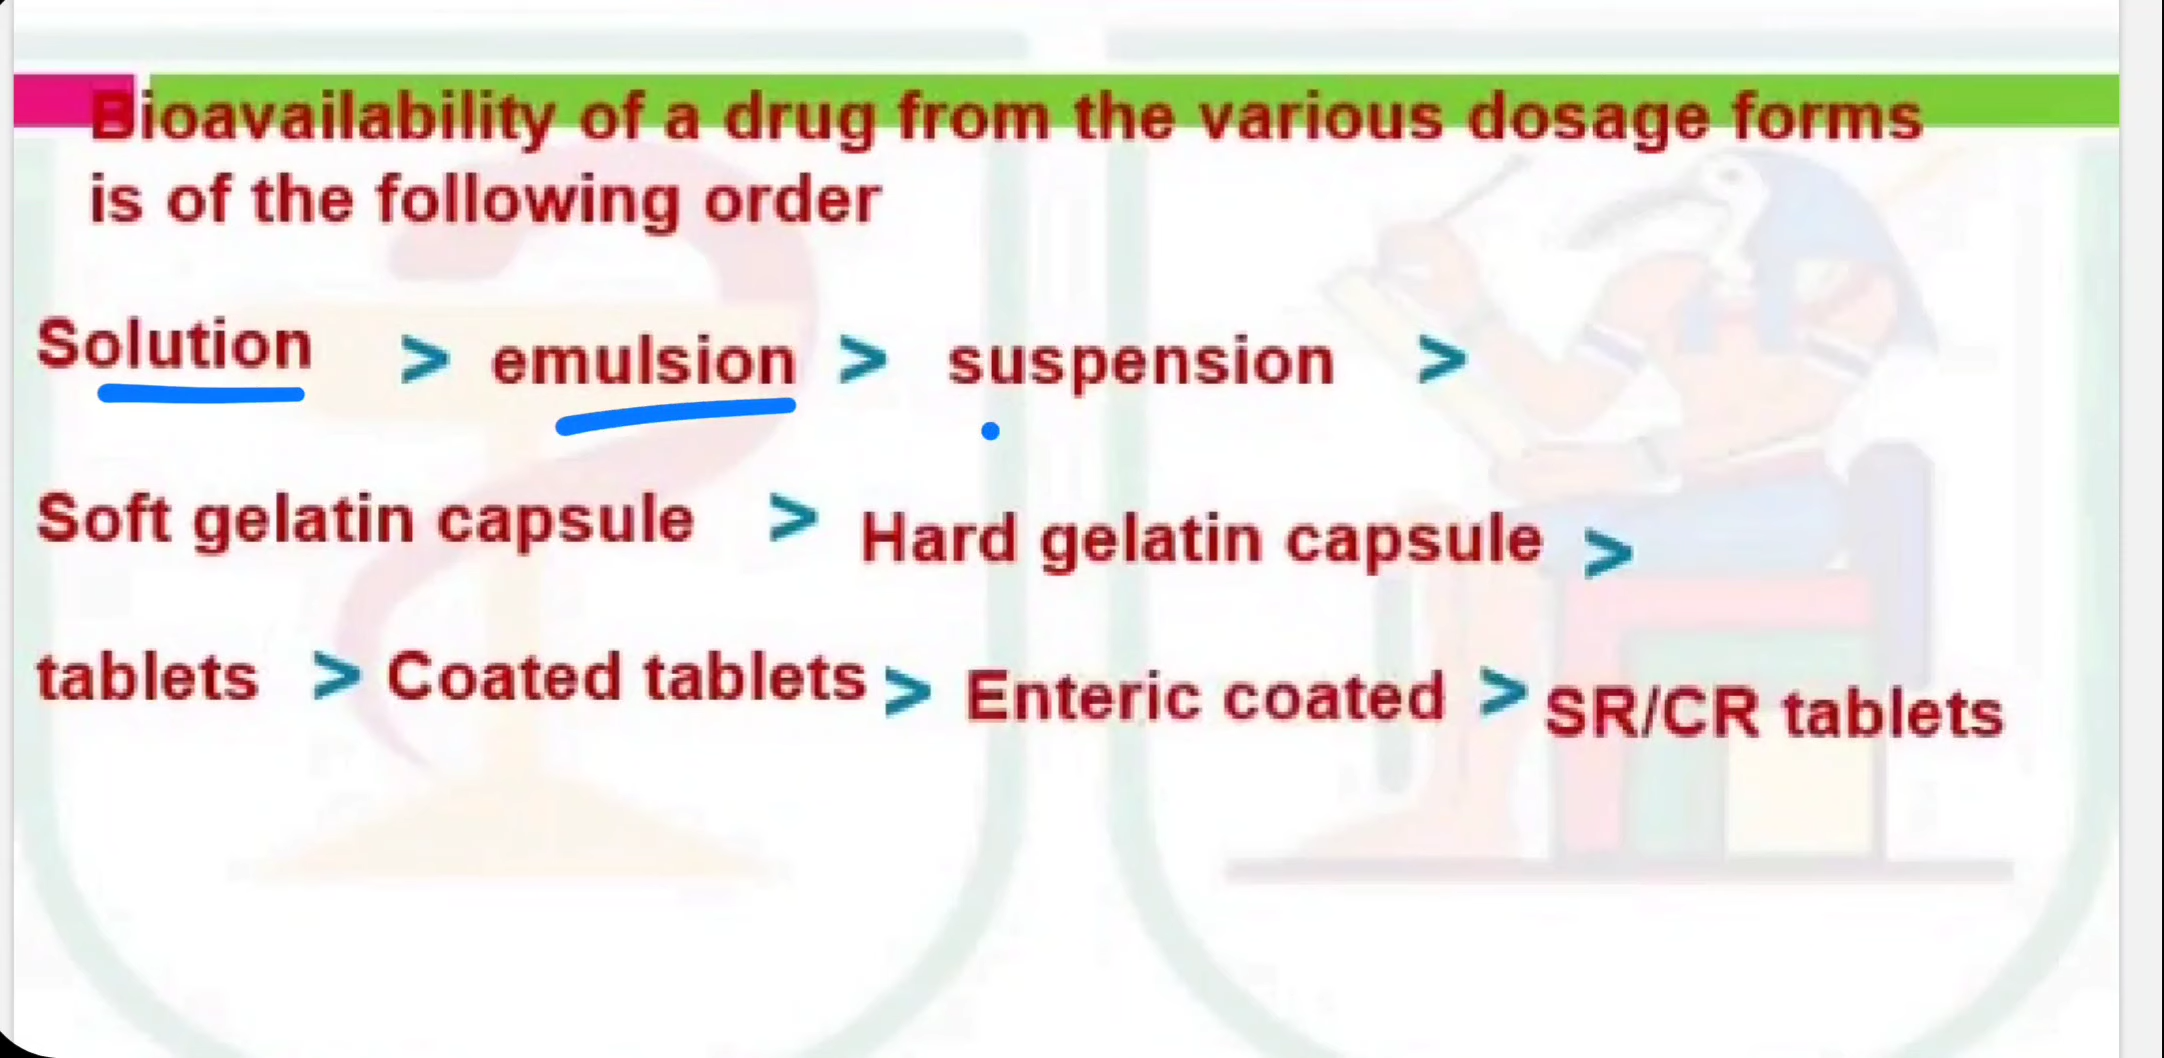 Bioavailability of a drug from the various dosage forms
is of the following order
Solution > emulsion > suspension >
Soft gelatin capsule > Hard gelatin capsule >
tablets > Coated tablets > Enteric coated > SR/CR tablets